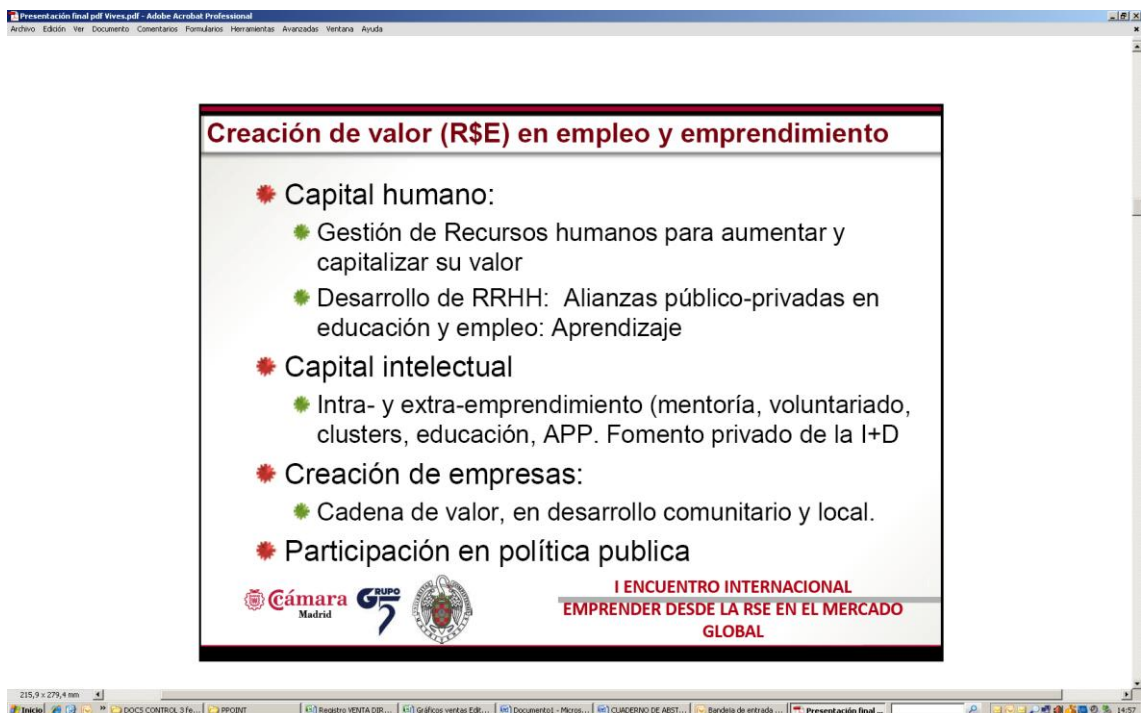 Presentación final pdf Vives.pdf - Adobe Acrobat Professional
Archivo Edición Ver Documento Comentarios Formularios Herramientas Avanzadas Ventana Ayuda
Creación de valor (R$E) en empleo y emprendimiento
Capital humano:
Gestión de Recursos humanos para aumentar y
capitalizar su valor
Desarrollo de RRHH: Alianzas público-privadas en
educación y empleo: Aprendizaje
Capital intelectual
Intra- y extra-emprendimiento (mentoría, voluntariado,
clusters, educación, APP. Fomento privado de la I+D
Creación de empresas:
Cadena de valor, en desarrollo comunitario y local.
Participación en política publica
Cámara
Madrid
GRUPO
5
I ENCUENTRO INTERNACIONAL
EMPRENDER DESDE LA RSE EN EL MERCADO
GLOBAL
215,9 x 279,4 mm
Inicio » DOCS CONTROL 3 fe... PPOINT Registro VENTA DIR... Gráficos ventas Edit... Documento1 - Micros... CUADERNO DE ABST... Bandeja de entrada ... Presentación final ... 14:57